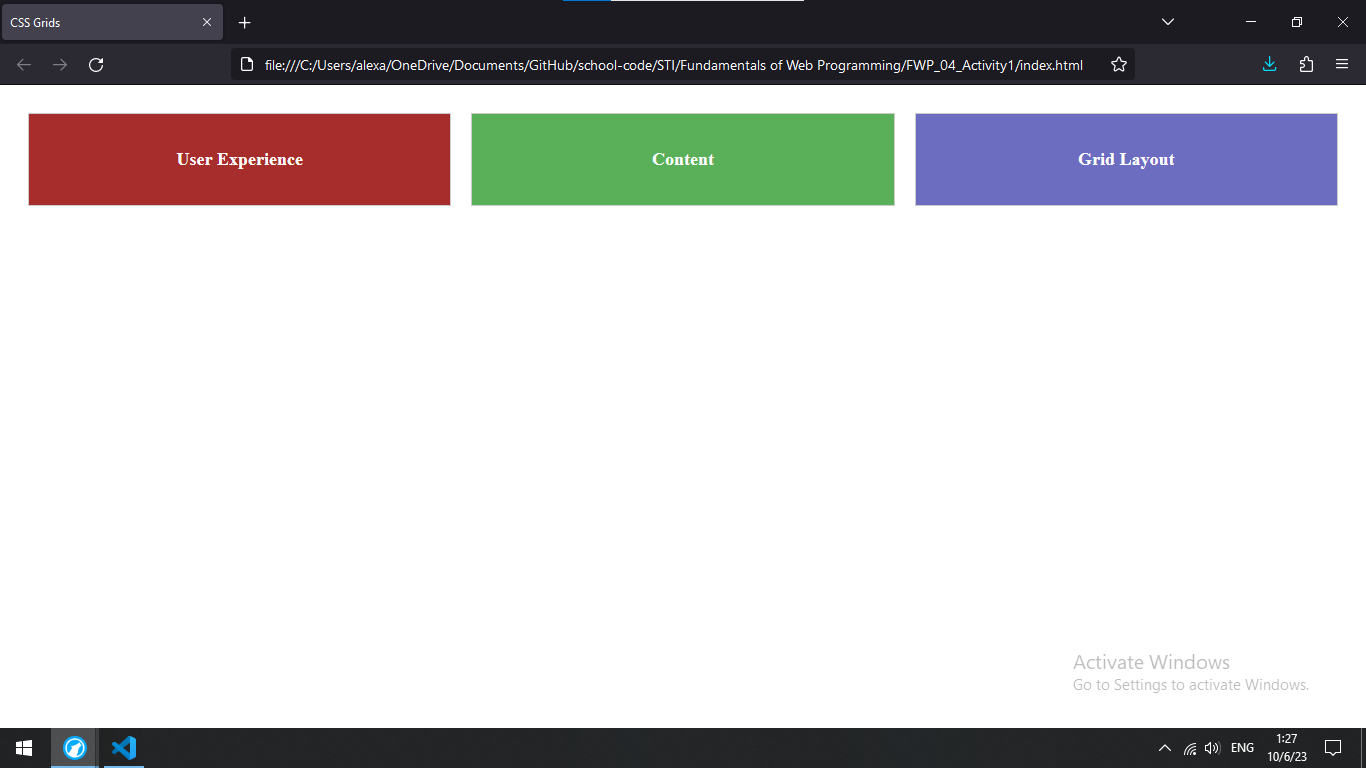 CSS Grids
file:///C:/Users/alexa/OneDrive/Documents/GitHub/school-code/STI/Fundamentals of Web Programming/FWP_04_Activity1/index.html
User Experience
Content
Grid Layout
Activate Windows
Go to Settings to activate Windows.
ENG
1:27
10/6/23